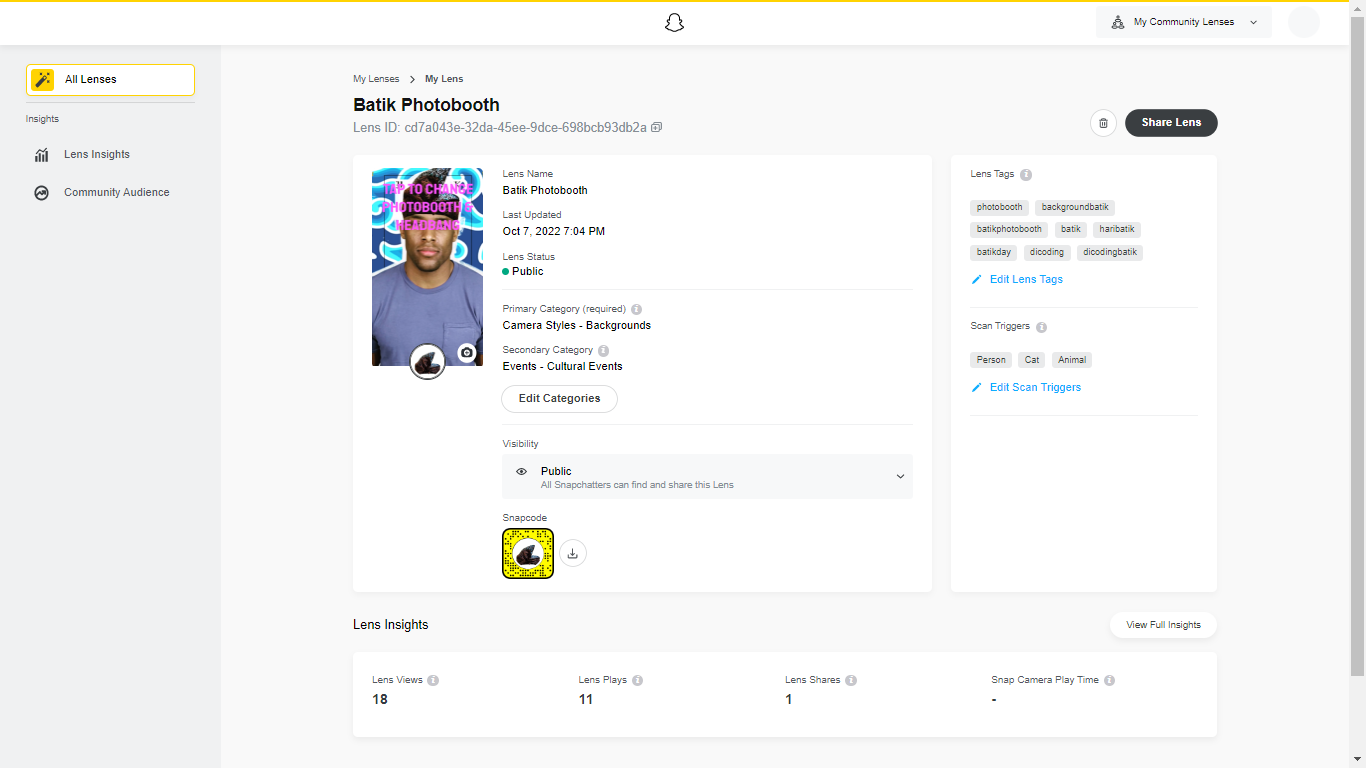 My Community Lenses
All Lenses
Insights
Lens Insights
Community Audience
My Lenses > My Lens
Batik Photobooth
Lens ID: cd7a043e-32da-45ee-9dce-698bcb93db2a
Share Lens
TAP TO CHANGE
PHOTOBOOTH &
HEADBANG
Lens Name
Batik Photobooth
Last Updated
Oct 7, 2022 7:04 PM
Lens Status
Public
Primary Category (required)
Camera Styles - Backgrounds
Secondary Category
Events - Cultural Events
Edit Categories
Visibility
Public
All Snapchatters can find and share this Lens
Snapcode
Lens Tags
photobooth backgroundbatik
batikphotobooth batik haribatik
batikday dicoding dicodingbatik
Edit Lens Tags
Scan Triggers
Person Cat Animal
Edit Scan Triggers
Lens Insights
View Full Insights
Lens Views Lens Plays Lens Shares Snap Camera Play Time
18 11 1 -